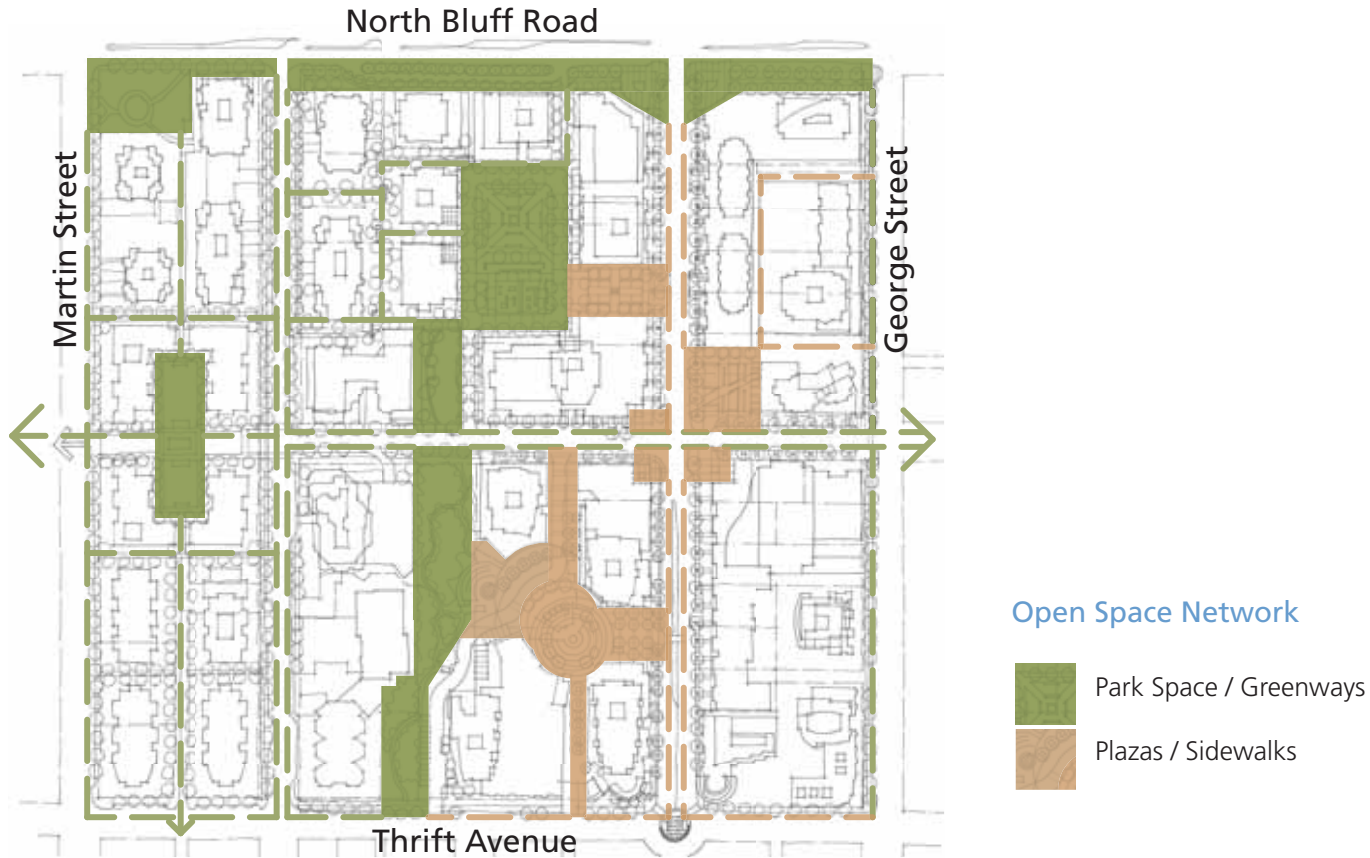 North Bluff Road
Martin Street
George Street
Thrift Avenue
Open Space Network
Park Space / Greenways
Plazas / Sidewalks